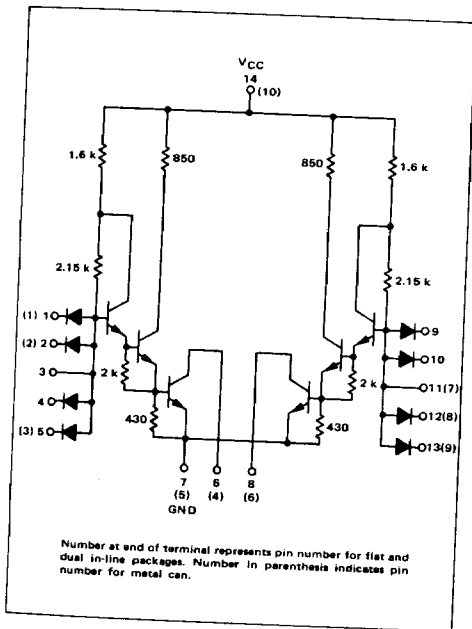 VCC
14
(10)
1.6 k
850
850
1.6 k
2.15 k
2.15 k
(1) 1
9
(2) 2
10
3
2 k
2 k
11(7)
4
12(8)
(3) 5
430
430
13(9)
7
6
8
(5)
(4)
(6)
GND
Number at end of terminal represents pin number for flat and
dual in-line packages. Number in parenthesis indicates pin
number for metal can.